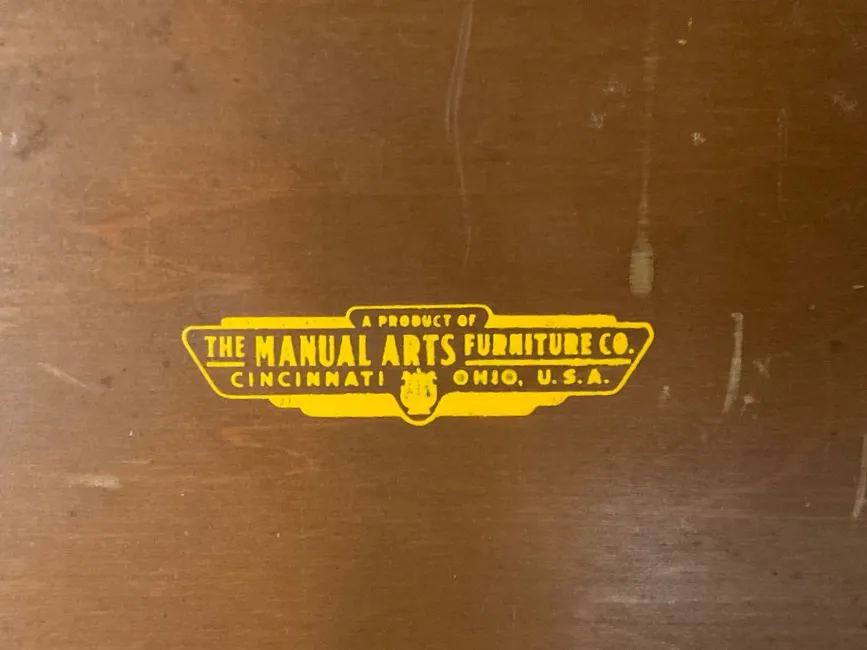 A PRODUCT OF
THE MANUAL ARTS FURNITURE CO.
CINCINNATI OHIO, U.S.A.